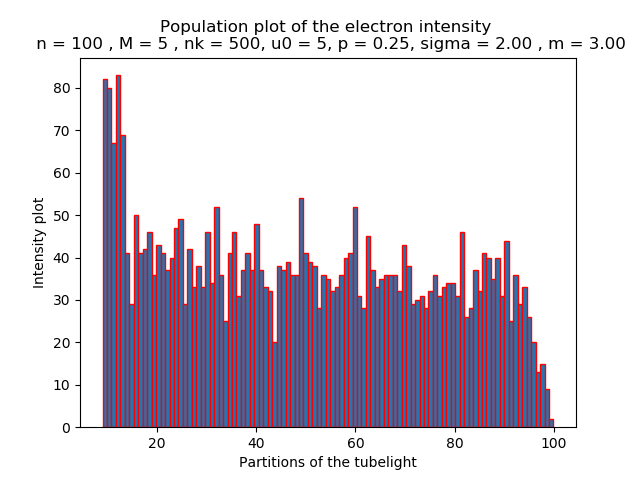 Population plot of the electron intensity
n = 100 , M = 5 , nk = 500, u0 = 5, p = 0.25, sigma = 2.00 , m = 3.00
80
70
60
50
40
30
20
10
0
Intensity plot
20 40 60 80 100
Partitions of the tubelight